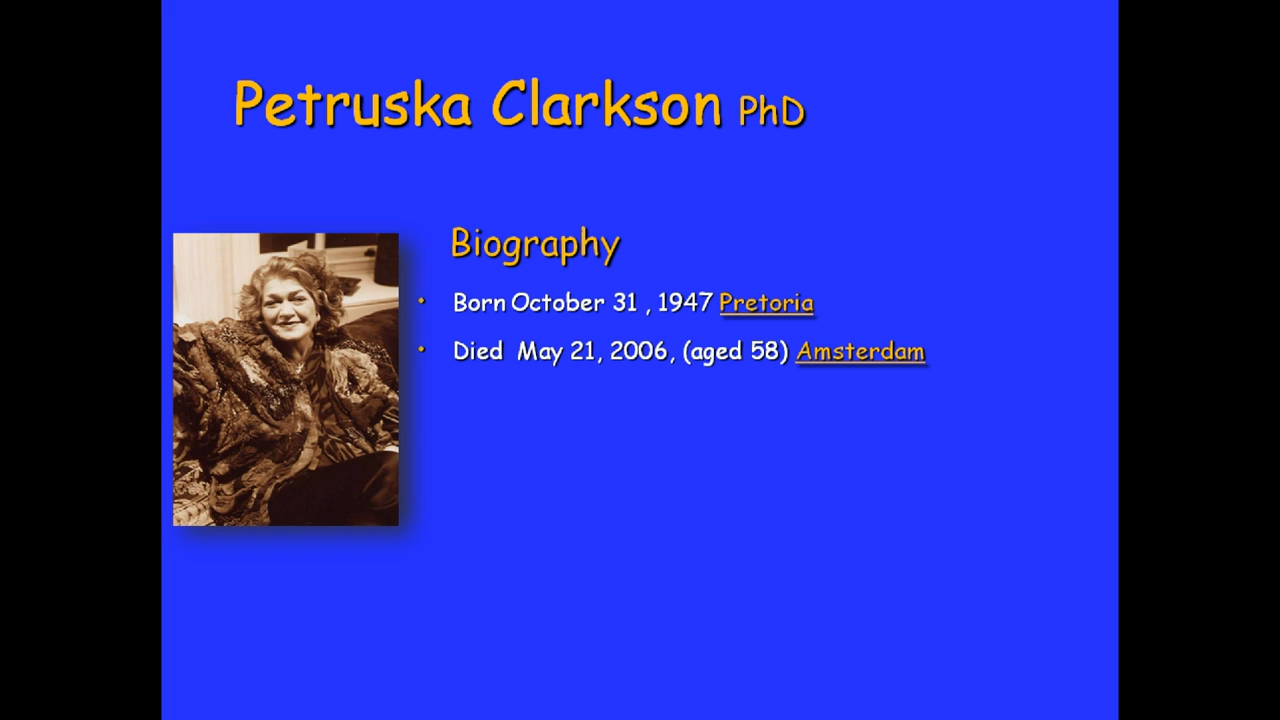 Petruska Clarkson PhD
Biography
• Born October 31 , 1947 Pretoria
• Died May 21, 2006, (aged 58) Amsterdam